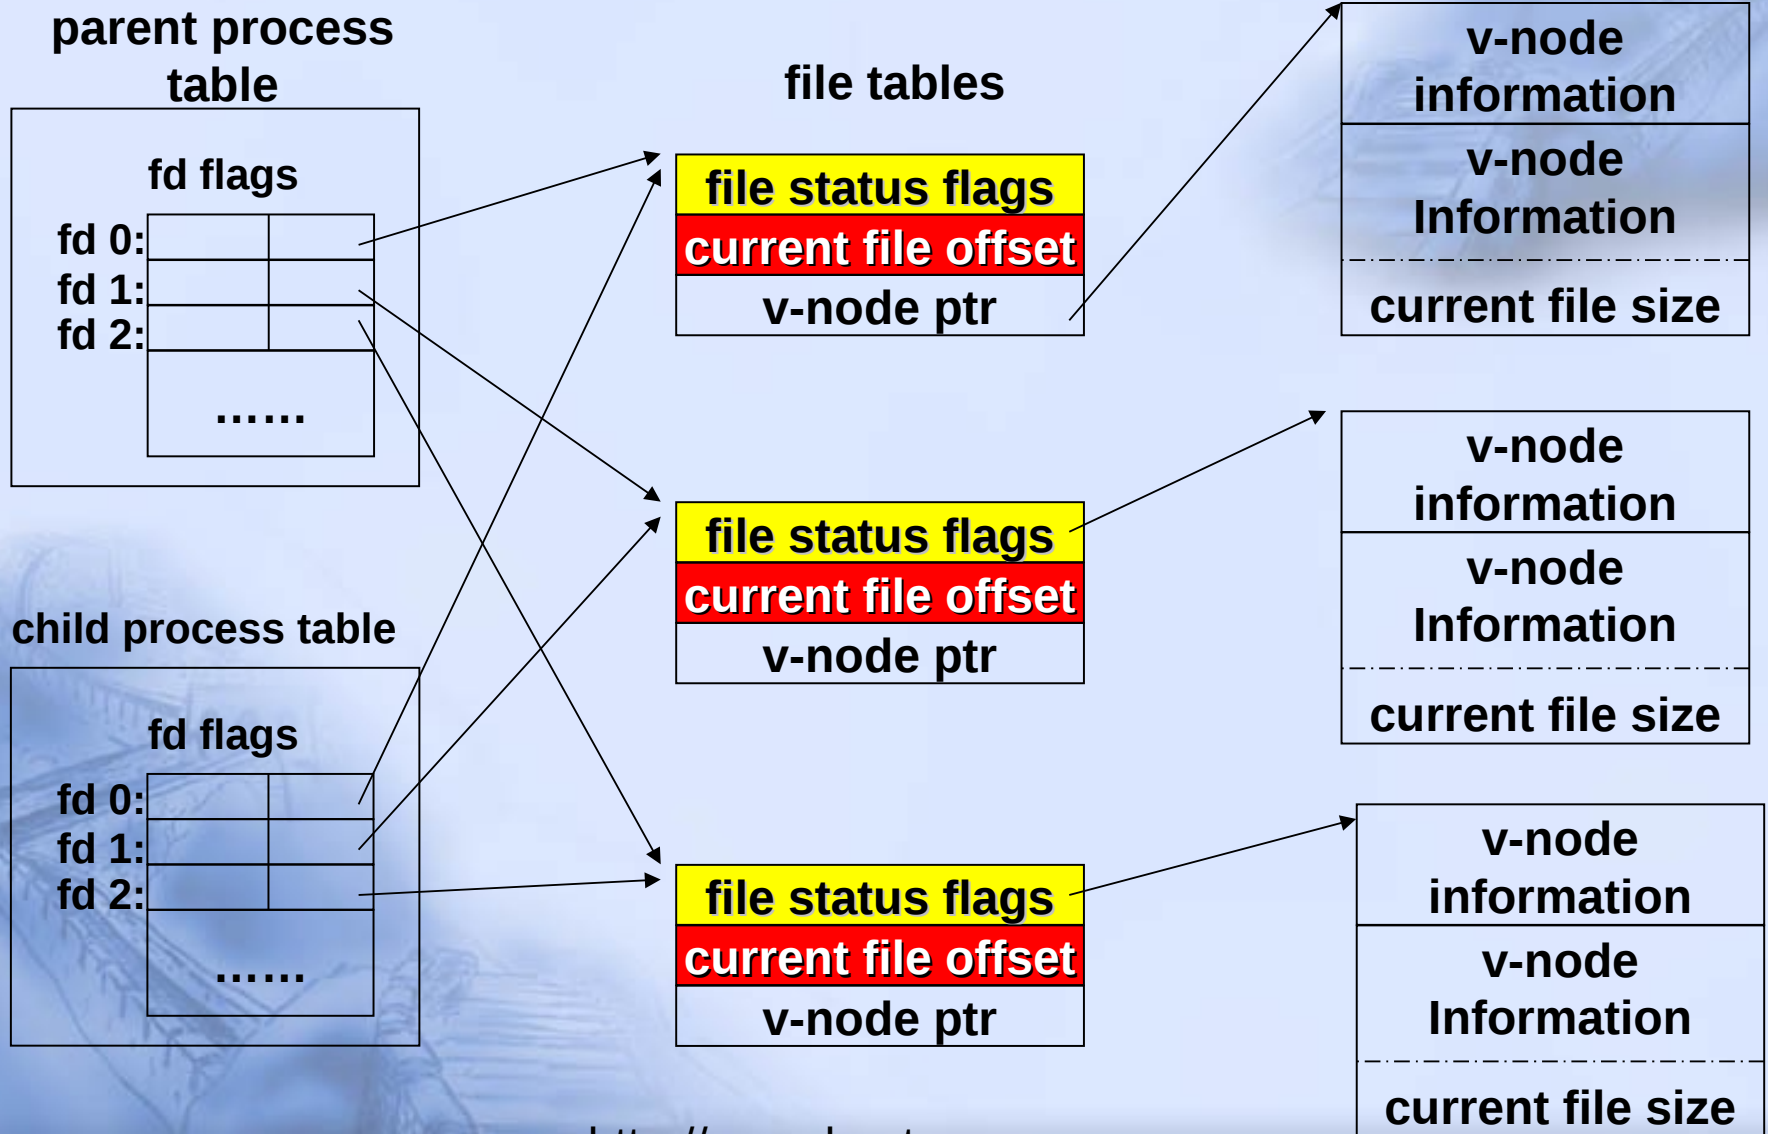 parent process
table
fd flags
fd 0:
fd 1:
fd 2:
……
child process table
fd flags
fd 0:
fd 1:
fd 2:
……
file tables
file status flags
current file offset
v-node ptr
file status flags
current file offset
v-node ptr
file status flags
current file offset
v-node ptr
v-node
information
v-node
Information
current file size
v-node
information
v-node
Information
current file size
v-node
information
v-node
Information
current file size